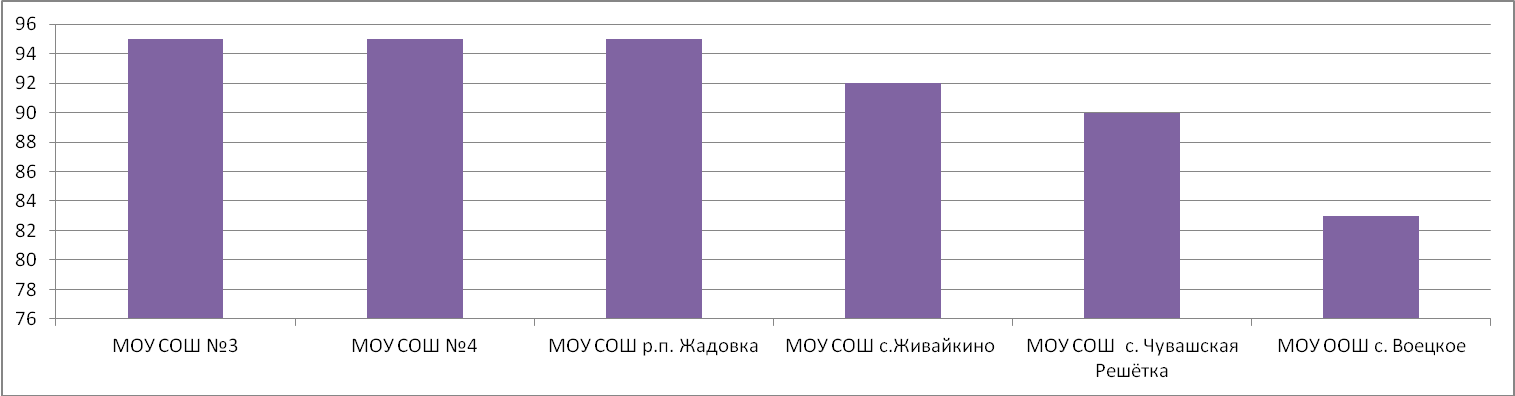 96
94
92
90
88
86
84
82
80
78
76
МОУ СОШ №3
МОУ СОШ №4
МОУ СОШ р.п. Жадовка
МОУ СОШ с.Живайкино
МОУ СОШ  с. Чувашская
Решётка
МОУ ООШ с. Воецкое